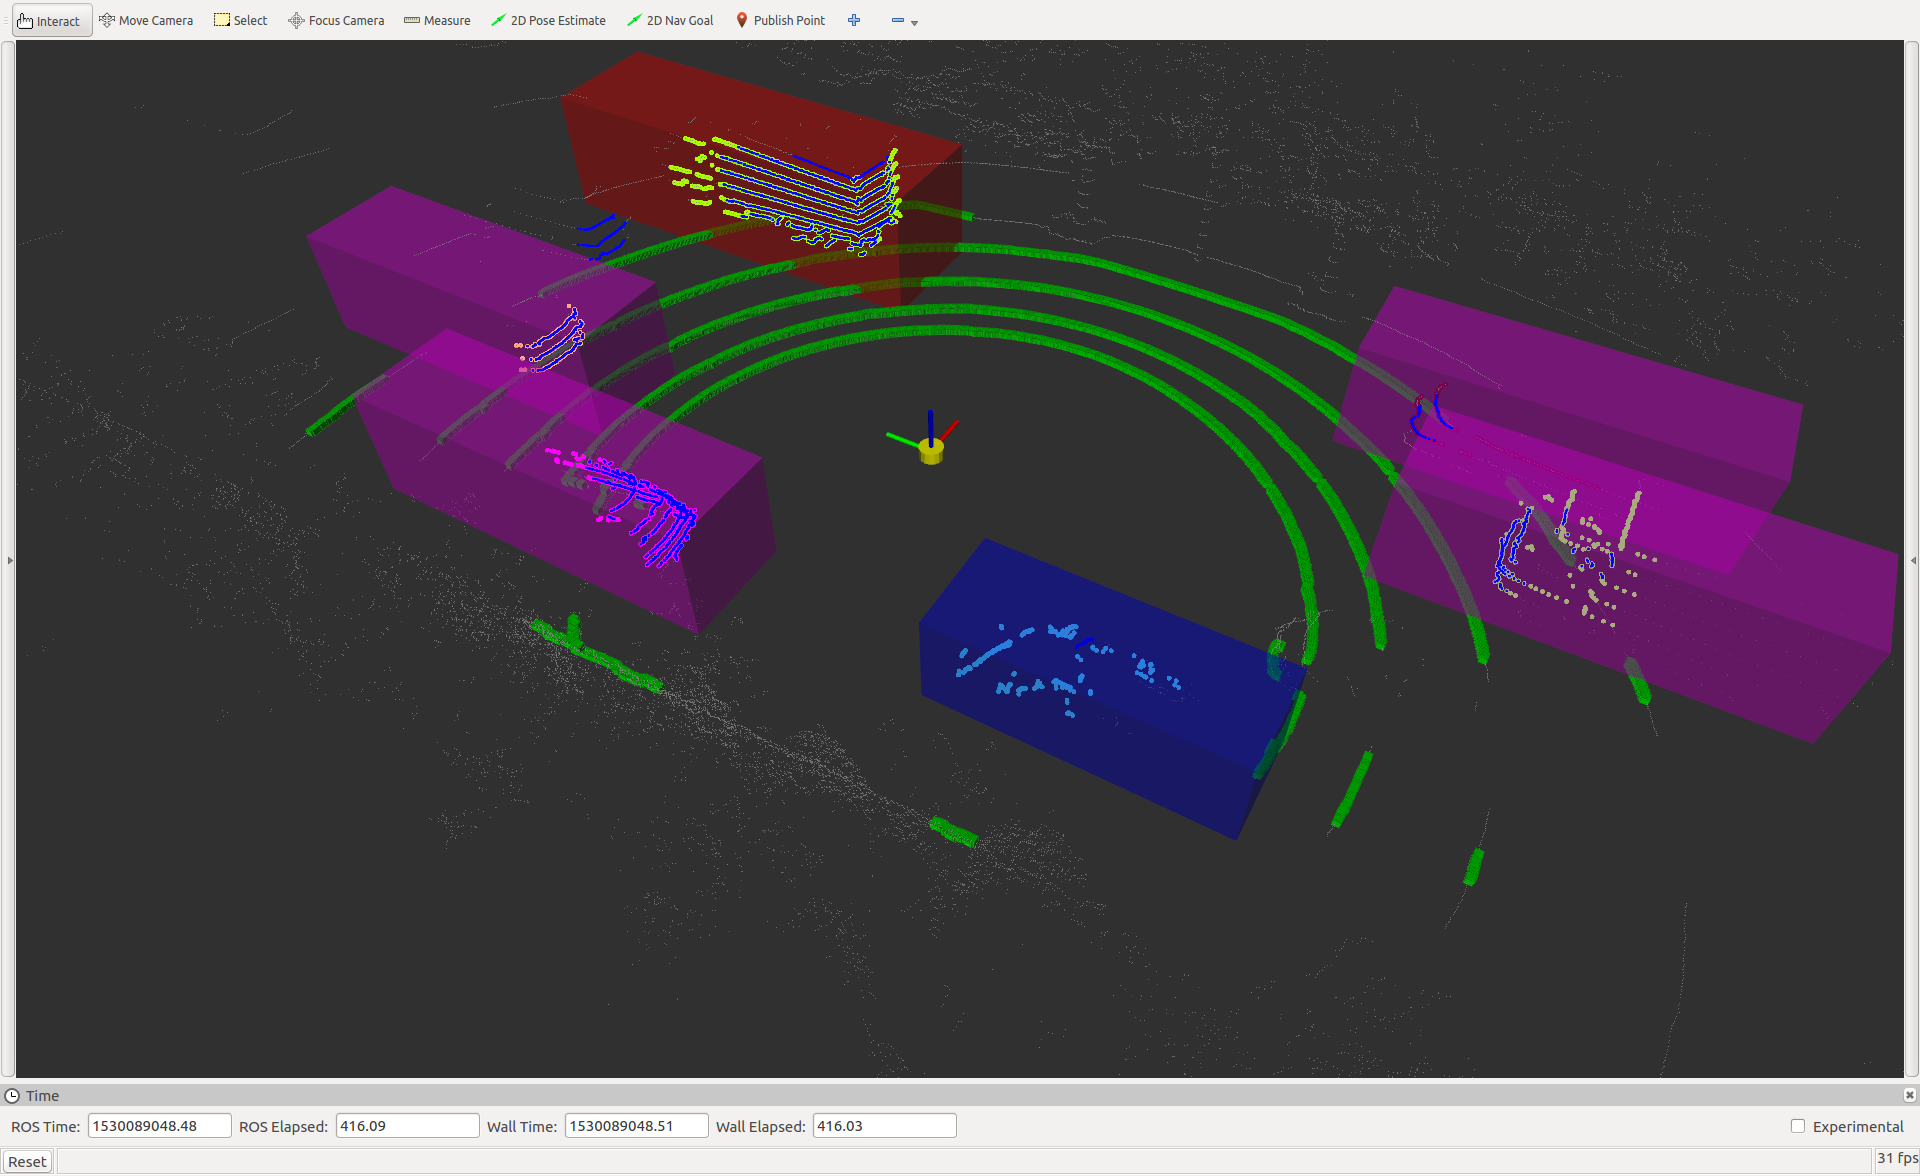 Interact Move Camera Select Focus Camera Measure 2D Pose Estimate 2D Nav Goal Publish Point
Time
ROS Time: 1530089048.48 ROS Elapsed: 416.09 Wall Time: 1530089048.51 Wall Elapsed: 416.03 Experimental
Reset 31 fps